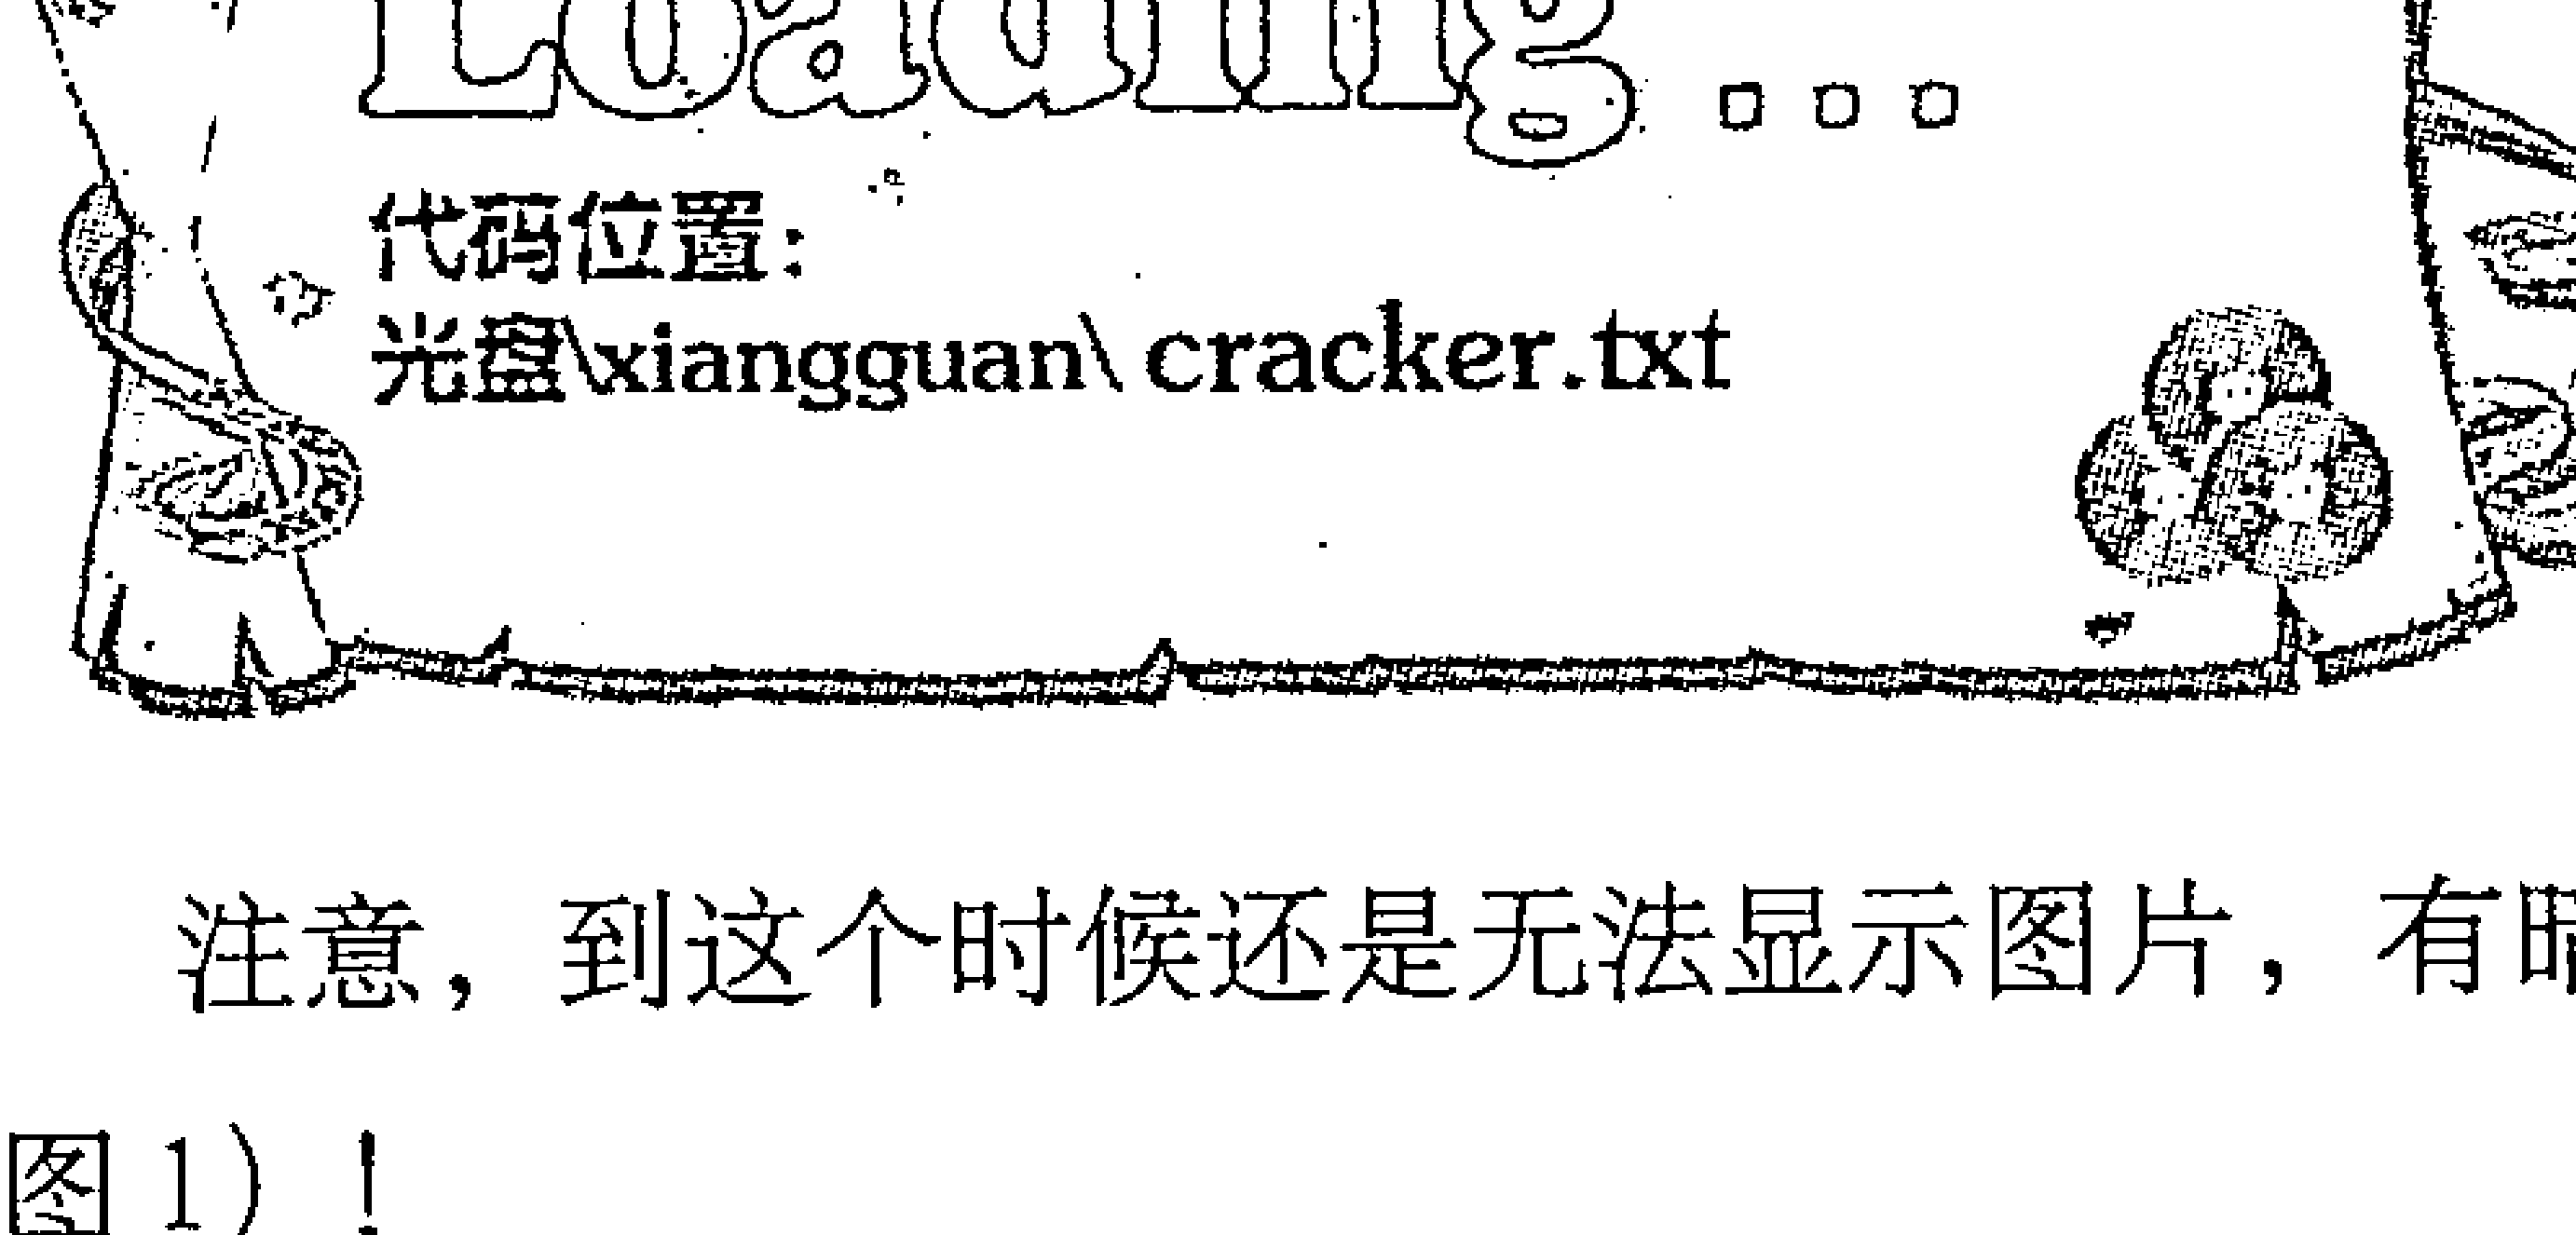 Loading...
代码位置：
光盘\xiangguan\cracker.txt
注意，到这个时候还是无法显示图片，有暗
图1）！